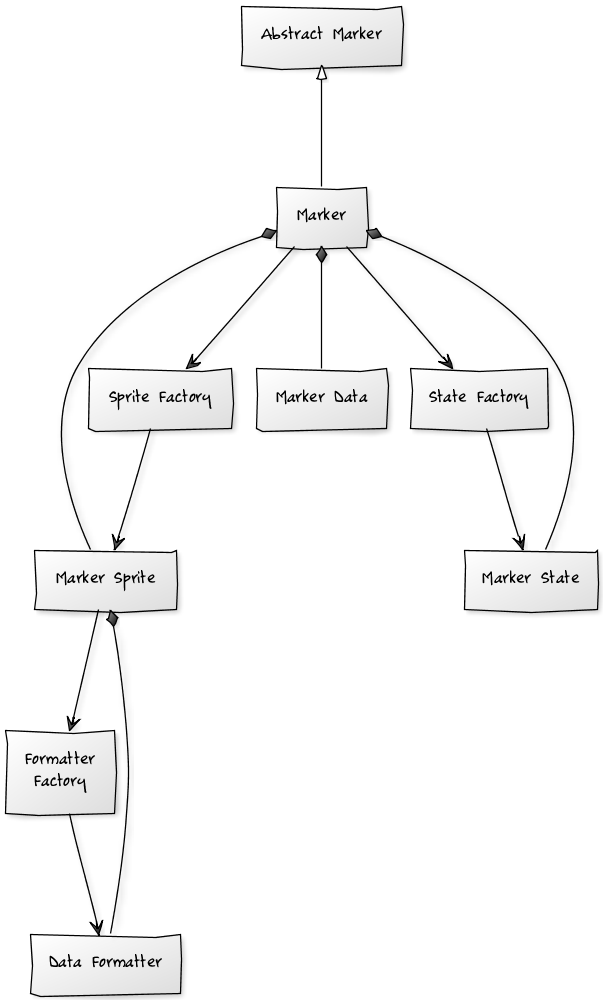 Abstract Marker
Marker
Sprite Factory
Marker Data
State Factory
Marker Sprite
Marker State
Formatter
Factory
Data Formatter